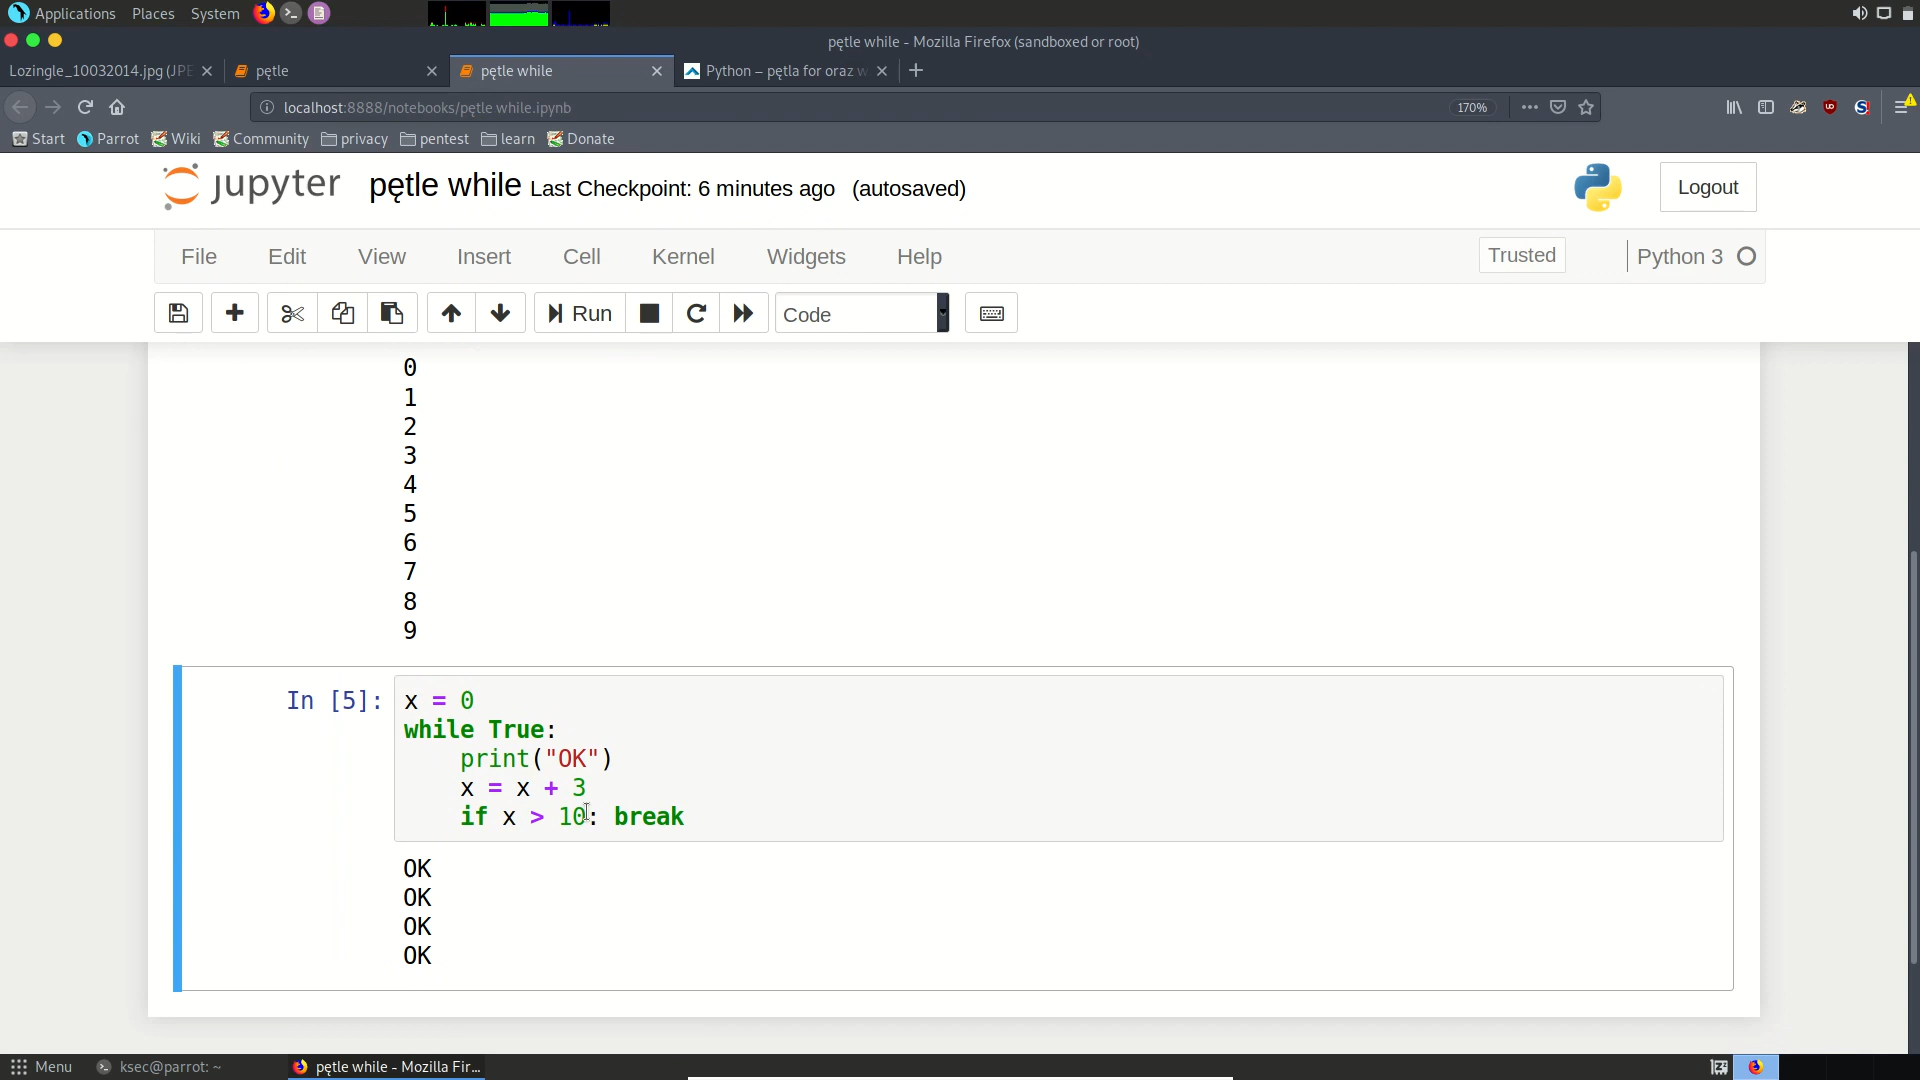 Applications Places System
pętle while - Mozilla Firefox (sandboxed or root)
Lozingle_10032014.jpg (JPE
pętle
pętle while
Python – pętla for oraz w
localhost:8888/notebooks/pętle while.ipynb
170%
Start Parrot Wiki Community privacy pentest learn Donate
jupyter pętle while Last Checkpoint: 6 minutes ago (autosaved)
Logout
File Edit View Insert Cell Kernel Widgets Help
Trusted
Python 3
Run
Code
0
1
2
3
4
5
6
7
8
9
In [5]: x = 0
while True:
print("OK")
x = x + 3
if x > 10: break
OK
OK
OK
OK
Menu
ksec@parrot: ~
pętle while - Mozilla Fir...